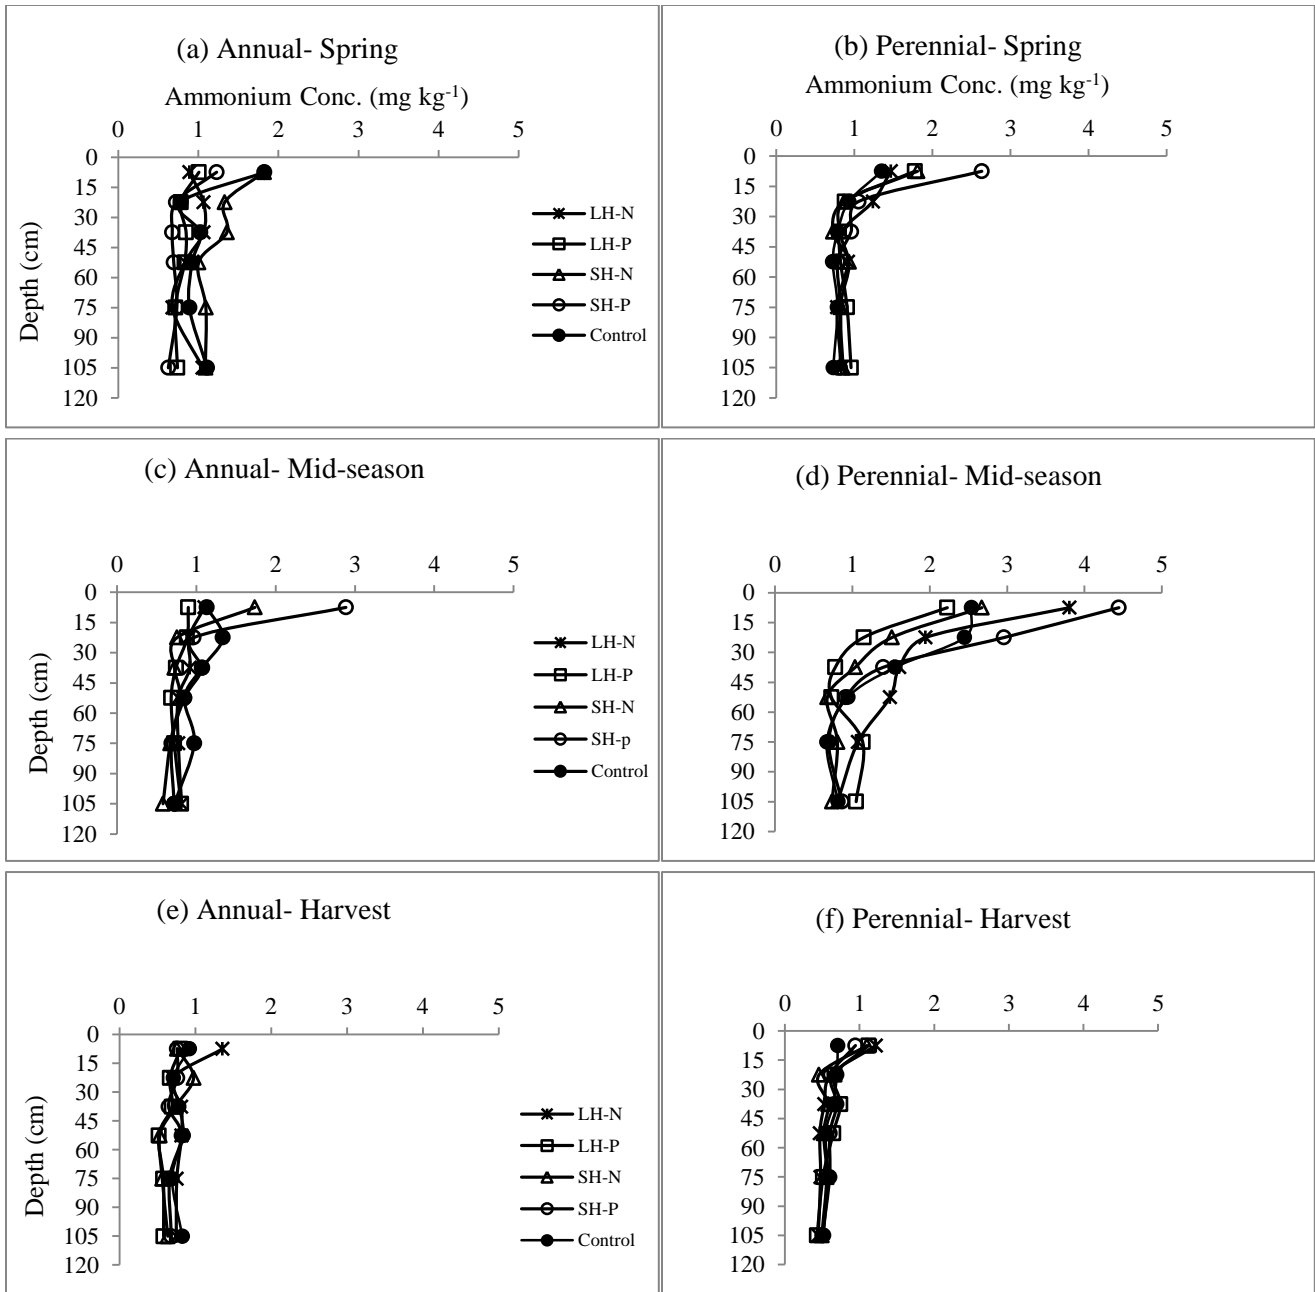 (a) Annual- Spring
Ammonium Conc. (mg kg⁻¹)
0 1 2 3 4 5
0
15
30
45
60
75
90
105
120
Depth (cm)
LH-N
LH-P
SH-N
SH-P
Control
(b) Perennial- Spring
Ammonium Conc. (mg kg⁻¹)
0 1 2 3 4 5
0
15
30
45
60
75
90
105
120
(c) Annual- Mid-season
0 1 2 3 4 5
0
15
30
45
60
75
90
105
120
Depth (cm)
LH-N
LH-P
SH-N
SH-p
Control
(d) Perennial- Mid-season
0 1 2 3 4 5
0
15
30
45
60
75
90
105
120
(e) Annual- Harvest
0 1 2 3 4 5
0
15
30
45
60
75
90
105
120
Depth (cm)
LH-N
LH-P
SH-N
SH-P
Control
(f) Perennial- Harvest
0 1 2 3 4 5
0
15
30
45
60
75
90
105
120